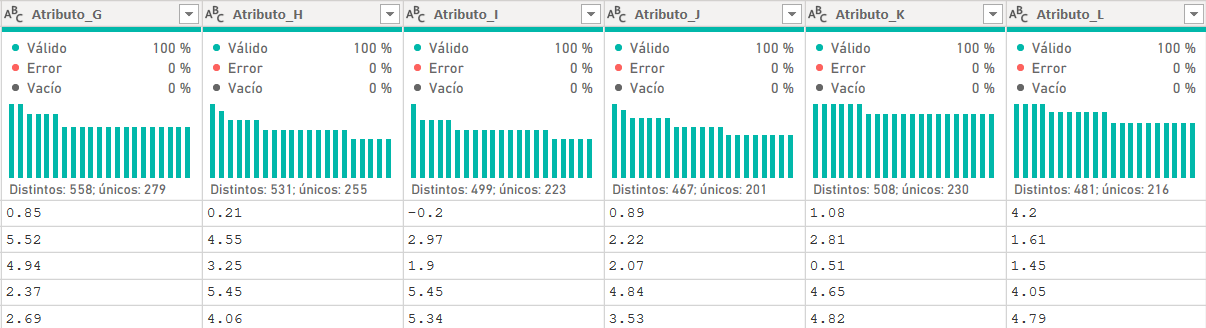 ABC Atributo_G ABC Atributo_H ABC Atributo_I ABC Atributo_J ABC Atributo_K ABC Atributo_L
Válido 100 % Válido 100 % Válido 100 % Válido 100 % Válido 100 % Válido 100 %
Error 0 % Error 0 % Error 0 % Error 0 % Error 0 % Error 0 %
Vacío 0 % Vacío 0 % Vacío 0 % Vacío 0 % Vacío 0 % Vacío 0 %
Distintos: 558; únicos: 279 Distintos: 531; únicos: 255 Distintos: 499; únicos: 223 Distintos: 467; únicos: 201 Distintos: 508; únicos: 230 Distintos: 481; únicos: 216
0.85 0.21 -0.2 0.89 1.08 4.2
5.52 4.55 2.97 2.22 2.81 1.61
4.94 3.25 1.9 2.07 0.51 1.45
2.37 5.45 5.45 4.84 4.65 4.05
2.69 4.06 5.34 3.53 4.82 4.79